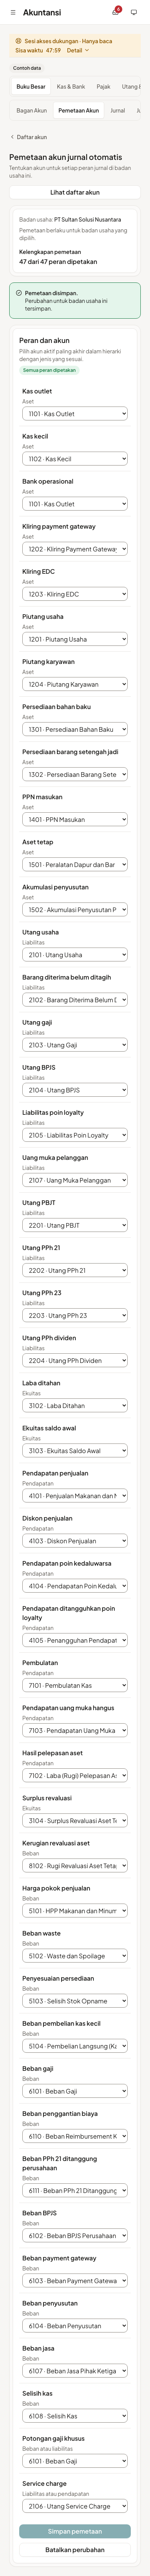 Akuntansi
6
Sesi akses dukungan · Hanya baca
Sisa waktu 47:59 Detail
Contoh data
Buku Besar Kas & Bank Pajak Utang
Bagan Akun Pemetaan Akun Jurnal
Daftar akun
Pemetaan akun jurnal otomatis
Tentukan akun untuk setiap peran jurnal di badan
usaha ini.
Lihat daftar akun
Badan usaha: PT Sultan Solusi Nusantara
Pemetaan berlaku untuk badan usaha yang
dipilih.
Kelengkapan pemetaan
47 dari 47 peran dipetakan
Pemetaan disimpan.
Perubahan untuk badan usaha ini
tersimpan.
Peran dan akun
Pilih akun aktif paling akhir dalam hierarki
dengan jenis yang sesuai.
Semua peran dipetakan
Kas outlet
Aset
1101 · Kas Outlet
Kas kecil
Aset
1102 · Kas Kecil
Bank operasional
Aset
1101 · Kas Outlet
Kliring payment gateway
Aset
1202 · Kliring Payment Gateway
Kliring EDC
Aset
1203 · Kliring EDC
Piutang usaha
Aset
1201 · Piutang Usaha
Piutang karyawan
Aset
1204 · Piutang Karyawan
Persediaan bahan baku
Aset
1301 · Persediaan Bahan Baku
Persediaan barang setengah jadi
Aset
1302 · Persediaan Barang Sete
PPN masukan
Aset
1401 · PPN Masukan
Aset tetap
Aset
1501 · Peralatan Dapur dan Bar
Akumulasi penyusutan
Aset
1502 · Akumulasi Penyusutan P
Utang usaha
Liabilitas
2101 · Utang Usaha
Barang diterima belum ditagih
Liabilitas
2102 · Barang Diterima Belum D
Utang gaji
Liabilitas
2103 · Utang Gaji
Utang BPJS
Liabilitas
2104 · Utang BPJS
Liabilitas poin loyalty
Liabilitas
2105 · Liabilitas Poin Loyalty
Uang muka pelanggan
Liabilitas
2107 · Uang Muka Pelanggan
Utang PBJT
Liabilitas
2201 · Utang PBJT
Utang PPh 21
Liabilitas
2202 · Utang PPh 21
Utang PPh 23
Liabilitas
2203 · Utang PPh 23
Utang PPh dividen
Liabilitas
2204 · Utang PPh Dividen
Laba ditahan
Ekuitas
3102 · Laba Ditahan
Ekuitas saldo awal
Ekuitas
3103 · Ekuitas Saldo Awal
Pendapatan penjualan
Pendapatan
4101 · Penjualan Makanan dan M
Diskon penjualan
Pendapatan
4103 · Diskon Penjualan
Pendapatan poin kedaluwarsa
Pendapatan
4104 · Pendapatan Poin Kedalu
Pendapatan ditangguhkan poin
loyalty
Pendapatan
4105 · Penangguhan Pendapat
Pembulatan
Pendapatan
7101 · Pembulatan Kas
Pendapatan uang muka hangus
Pendapatan
7103 · Pendapatan Uang Muka
Hasil pelepasan aset
Pendapatan
7102 · Laba (Rugi) Pelepasan As
Surplus revaluasi
Ekuitas
3104 · Surplus Revaluasi Aset Te
Kerugian revaluasi aset
Beban
8102 · Rugi Revaluasi Aset Tetap
Harga pokok penjualan
Beban
5101 · HPP Makanan dan Minum
Beban waste
Beban
5102 · Waste dan Spoilage
Penyesuaian persediaan
Beban
5103 · Selisih Stok Opname
Beban pembelian kas kecil
Beban
5104 · Pembelian Langsung (Ka
Beban gaji
Beban
6101 · Beban Gaji
Beban penggantian biaya
Beban
6110 · Beban Reimbursement K
Beban PPh 21 ditanggung
perusahaan
Beban
6111 · Beban PPh 21 Ditanggung
Beban BPJS
Beban
6102 · Beban BPJS Perusahaan
Beban payment gateway
Beban
6103 · Beban Payment Gatewa
Beban penyusutan
Beban
6104 · Beban Penyusutan
Beban jasa
Beban
6107 · Beban Jasa Pihak Ketiga
Selisih kas
Beban
6108 · Selisih Kas
Potongan gaji khusus
Beban atau liabilitas
6101 · Beban Gaji
Service charge
Liabilitas atau pendapatan
2106 · Utang Service Charge
Simpan pemetaan
Batalkan perubahan